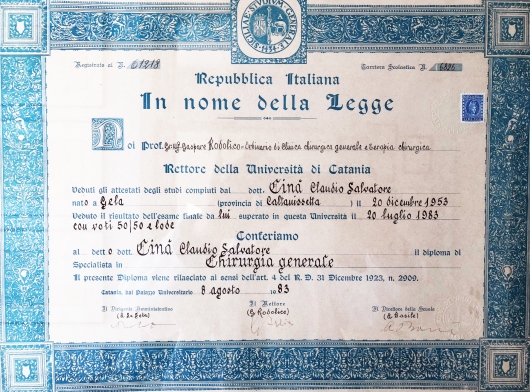 Registrato al N. 61218 Carriera Scolastica N.
Repubblica Italiana
In nome della Legge
Noi Prof. Gaspare Rodolico - Ordinario di Clinica chirurgica generale e terapia chirurgica
Rettore della Università di Catania
Veduti gli attestati degli studi compiuti dal dott. Cinà Claudio Salvatore
nato a Gela (provincia di Caltanissetta) il 20 dicembre 1953
Veduto il risultato dell'esame finale da lui superato in questa Università il 20 luglio 1983
con voti 50/50 e lode
Conferiamo
al dotto Cinà Claudio Salvatore il diploma di
Specialista in Chirurgia generale
Il presente Diploma viene rilasciato ai sensi dell'art. 4 del R. D. 31 Dicembre 1923, n. 2909.
Catania, dal Palazzo Universitario 8 agosto 1983
Il Dirigente Amministrativo Il Rettore Il Direttore della Scuola
(G. Rodolico) (A. Basile)